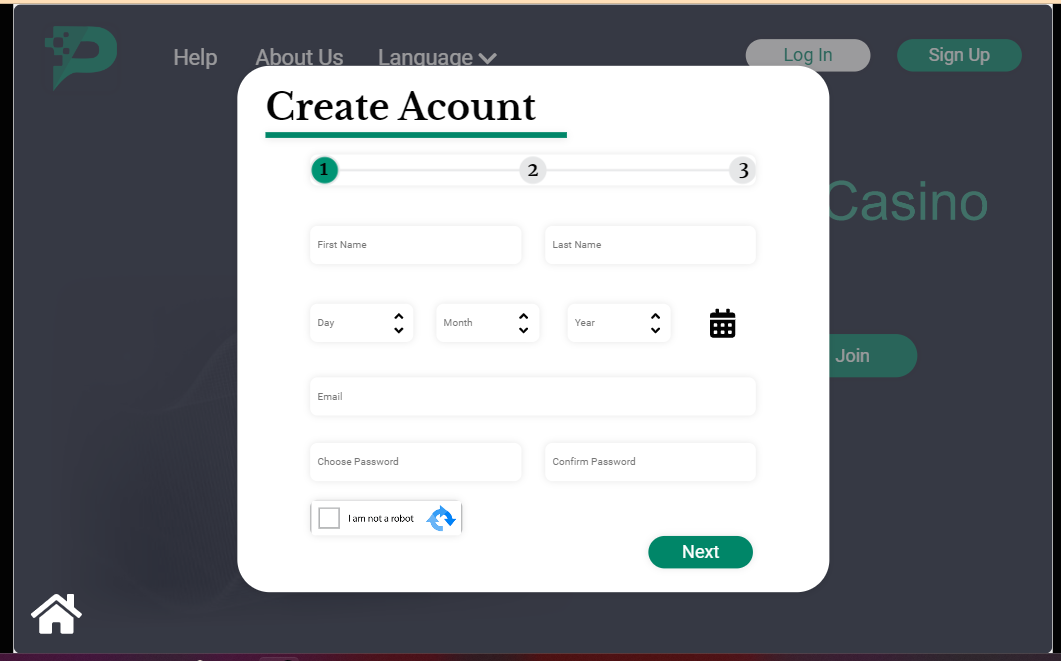 Help About Us Language Log In Sign Up
Create Acount
1 2 3
Casino
First Name Last Name
Day Month Year
Join
Email
Choose Password Confirm Password
I am not a robot
Next